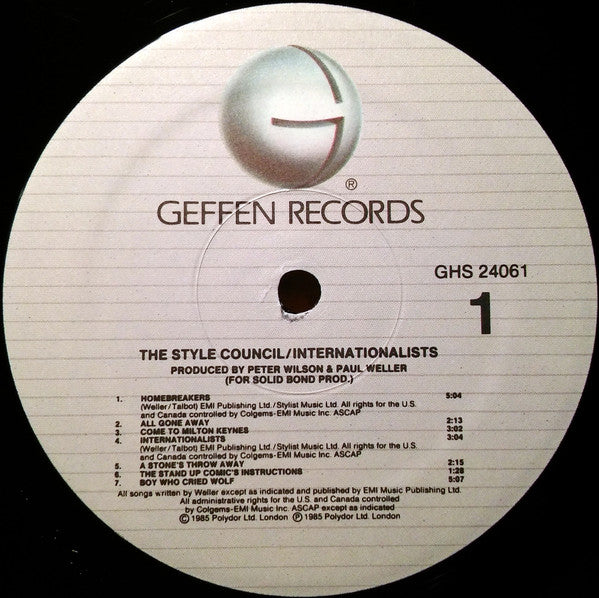 G
®
GEFFEN RECORDS
GHS 24061
1
THE STYLE COUNCIL/INTERNATIONALISTS
PRODUCED BY PETER WILSON & PAUL WELLER
(FOR SOLID BOND PROD.)
1. HOMEBREAKERS 5:04
(Weller/Talbot) EMI Publishing Ltd./Stylist Music Ltd. All rights for the U.S.
and Canada controlled by Colgems-EMI Music Inc. ASCAP
2. ALL GONE AWAY 2:13
3. COME TO MILTON KEYNES 3:02
4. INTERNATIONALISTS 3:04
(Weller/Talbot) EMI Publishing Ltd./Stylist Music Ltd. All rights for the U.S.
and Canada controlled by Colgems-EMI Music Inc. ASCAP
5. A STONE'S THROW AWAY 2:15
6. THE STAND UP COMIC'S INSTRUCTIONS 1:28
7. BOY WHO CRIED WOLF 5:07
All songs written by Weller except as indicated and published by EMI Music Publishing Ltd.
All administrative rights for the U.S. and Canada controlled
by Colgems-EMI Music Inc. ASCAP except as indicated
© 1985 Polydor Ltd. London ℗ 1985 Polydor Ltd. London